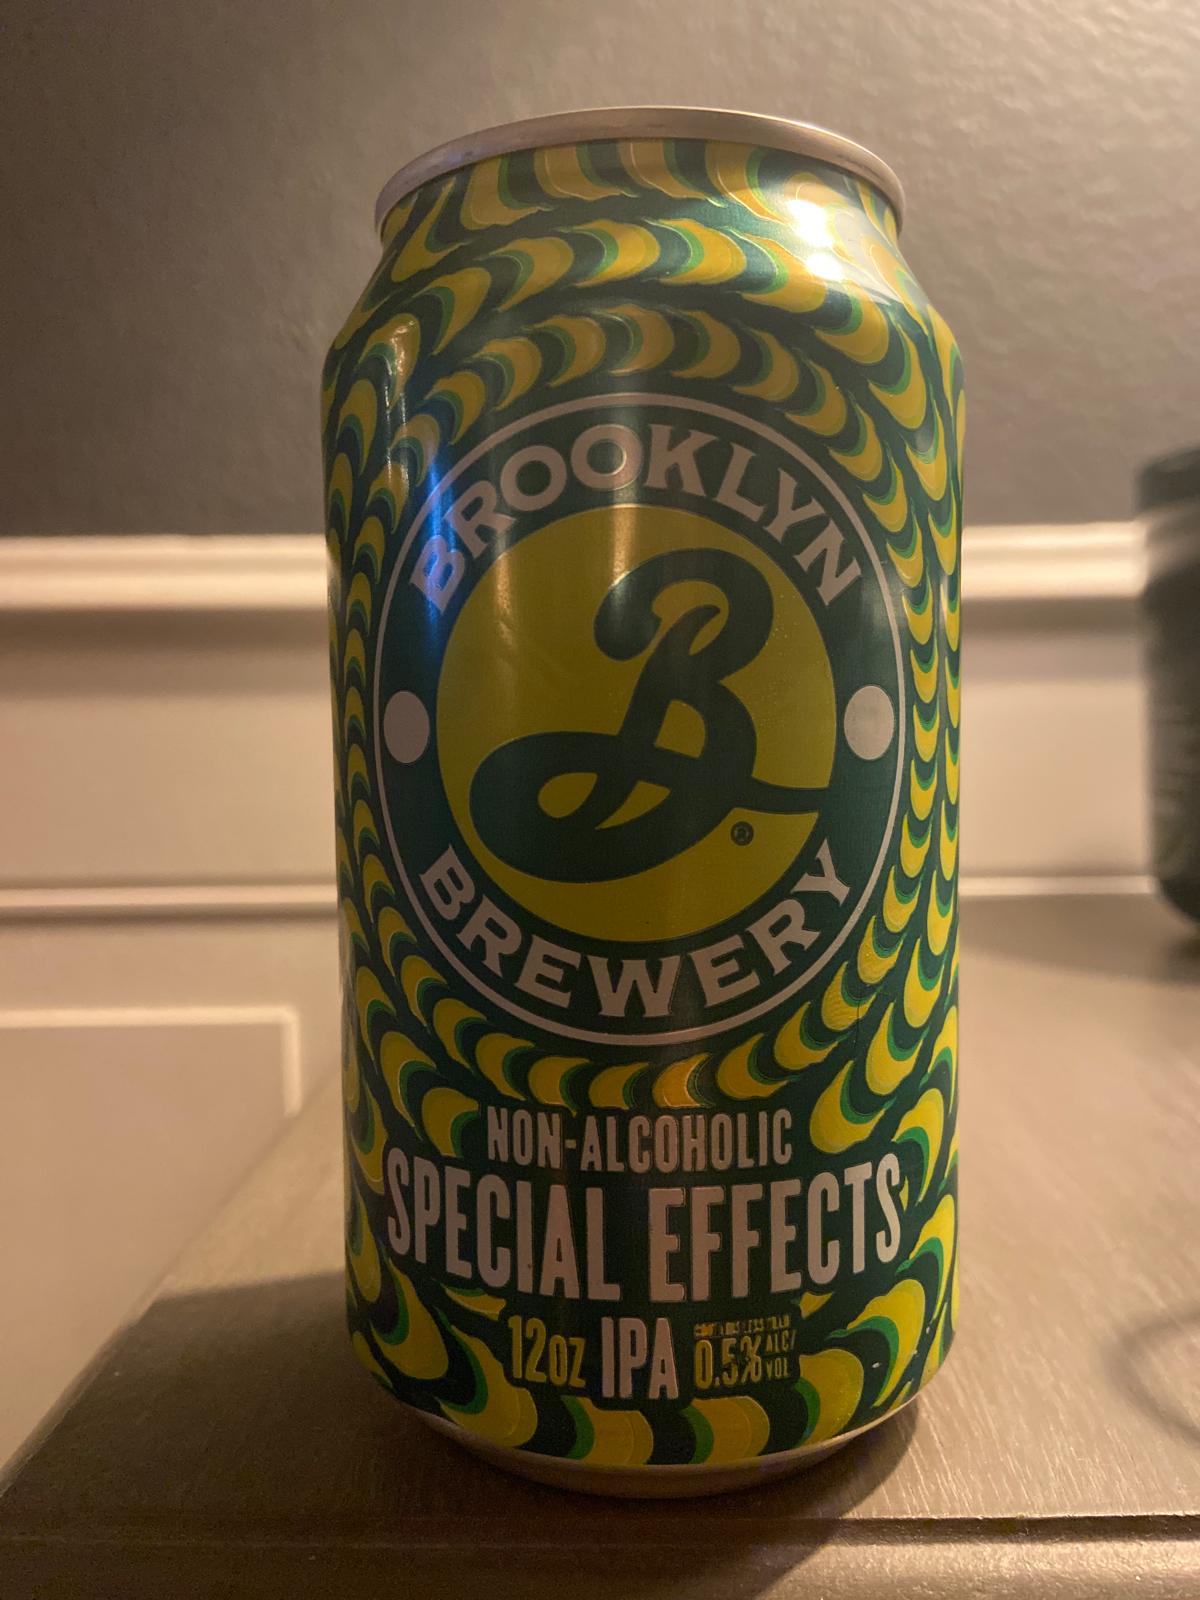 BROOKLYN
B
®
BREWERY
NON-ALCOHOLIC
SPECIAL EFFECTS
12oz IPA CONTAINS LESS THAN 0.5% ALC/VOL